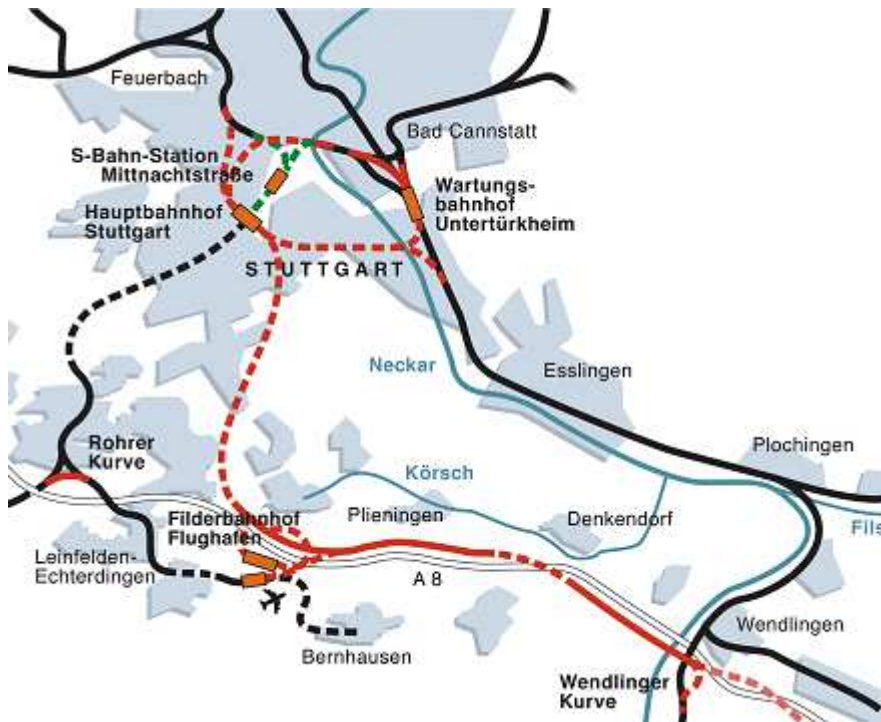 Feuerbach
Bad Cannstatt
S-Bahn-Station
Mittnachtstraße
Wartungs-
bahnhof
Untertürkheim
Hauptbahnhof
Stuttgart
STUTTGART
Neckar
Esslingen
Rohrer
Kurve
Plochingen
Körsch
Filderbahnhof
Flughafen
Plieningen
Denkendorf
Fils
Leinfelden-
Echterdingen
A 8
Wendlingen
Bernhausen
Wendlinger
Kurve